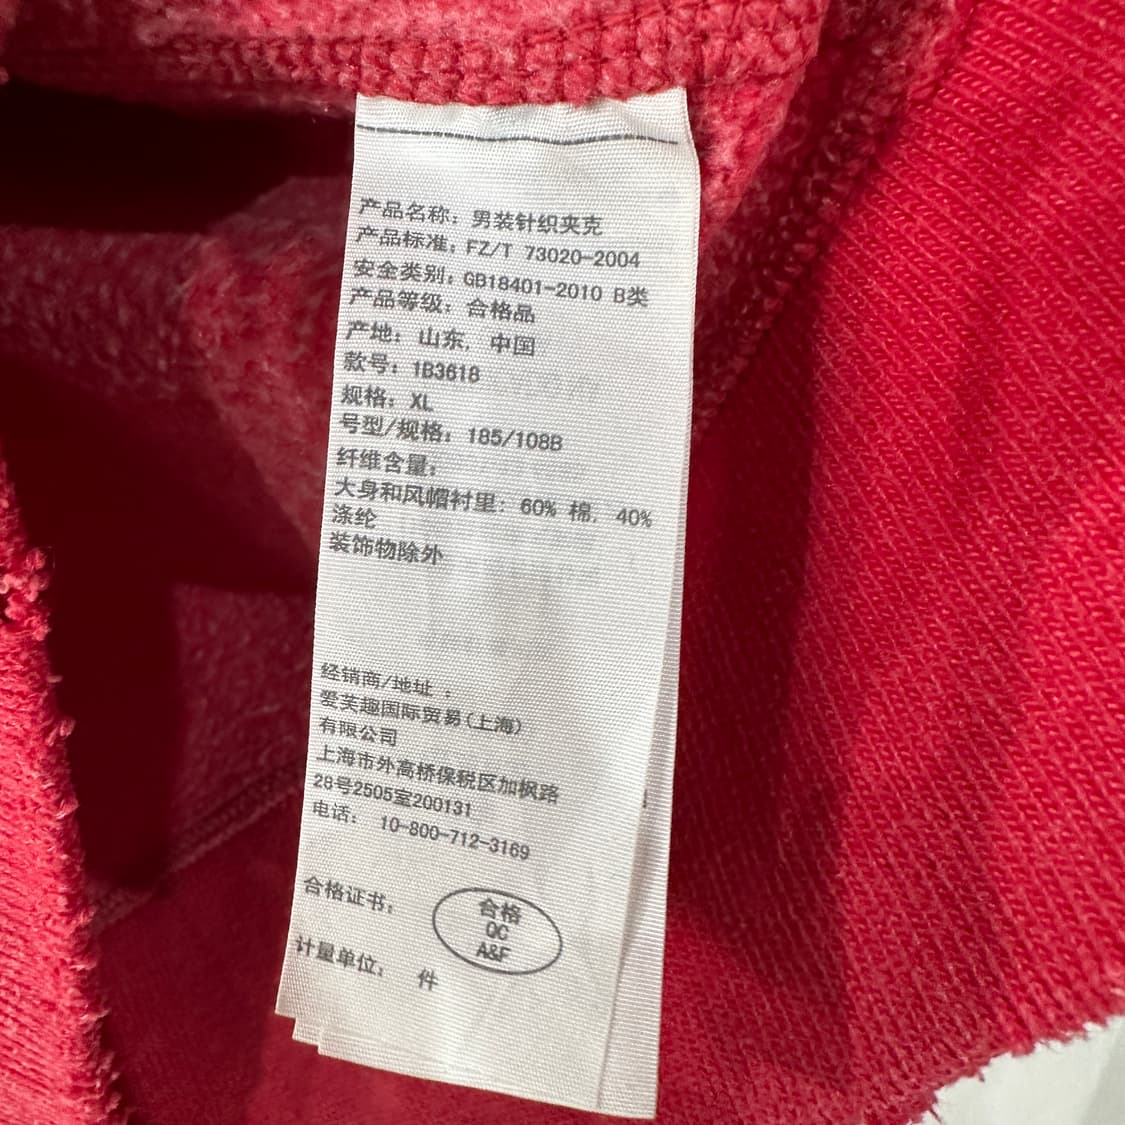 产品名称：男装针织夹克
产品标准：FZ/T 73020-2004
安全类别：GB18401-2010 B类
产品等级：合格品
产地：山东，中国
款号：1B3618
规格：XL
号型/规格：185/108B
纤维含量：
大身和风帽衬里：60% 棉，40%
涤纶
装饰物除外
经销商/地址 ：
爱芙趣国际贸易(上海)
有限公司
上海市外高桥保税区加枫路
28号2505室200131
电话： 10-800-712-3169
合格证书：
合格
QC
A&F
计量单位： 件